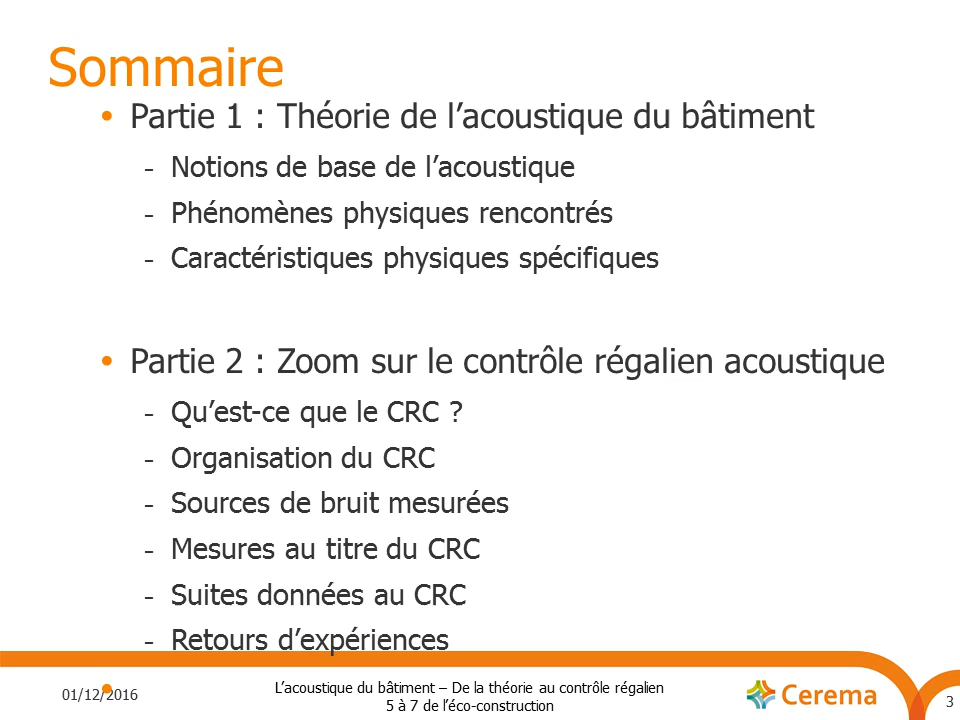 Sommaire
• Partie 1 : Théorie de l’acoustique du bâtiment
- Notions de base de l’acoustique
- Phénomènes physiques rencontrés
- Caractéristiques physiques spécifiques
• Partie 2 : Zoom sur le contrôle régalien acoustique
- Qu’est-ce que le CRC ?
- Organisation du CRC
- Sources de bruit mesurées
- Mesures au titre du CRC
- Suites données au CRC
- Retours d’expériences
01/12/2016
L’acoustique du bâtiment – De la théorie au contrôle régalien
5 à 7 de l’éco-construction
Cerema
3